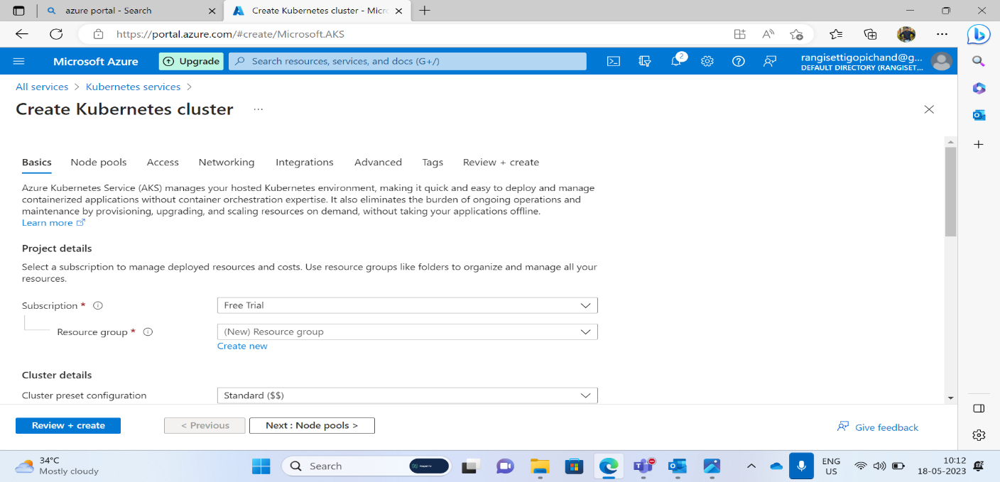 azure portal - Search
Create Kubernetes cluster - Micr
https://portal.azure.com/#create/Microsoft.AKS
Microsoft Azure
Upgrade
Search resources, services, and docs (G+/)
2
rangisettigopichand@g...
DEFAULT DIRECTORY (RANGISET...
All services > Kubernetes services >
Create Kubernetes cluster ...
Basics Node pools Access Networking Integrations Advanced Tags Review + create
Azure Kubernetes Service (AKS) manages your hosted Kubernetes environment, making it quick and easy to deploy and manage
containerized applications without container orchestration expertise. It also eliminates the burden of ongoing operations and
maintenance by provisioning, upgrading, and scaling resources on demand, without taking your applications offline.
Learn more
Project details
Select a subscription to manage deployed resources and costs. Use resource groups like folders to organize and manage all your
resources.
Subscription * Free Trial
Resource group * (New) Resource group
Create new
Cluster details
Cluster preset configuration Standard ($$)
Review + create < Previous Next : Node pools > Give feedback
34°C
Mostly cloudy
Search
ENG
US
10:12
18-05-2023